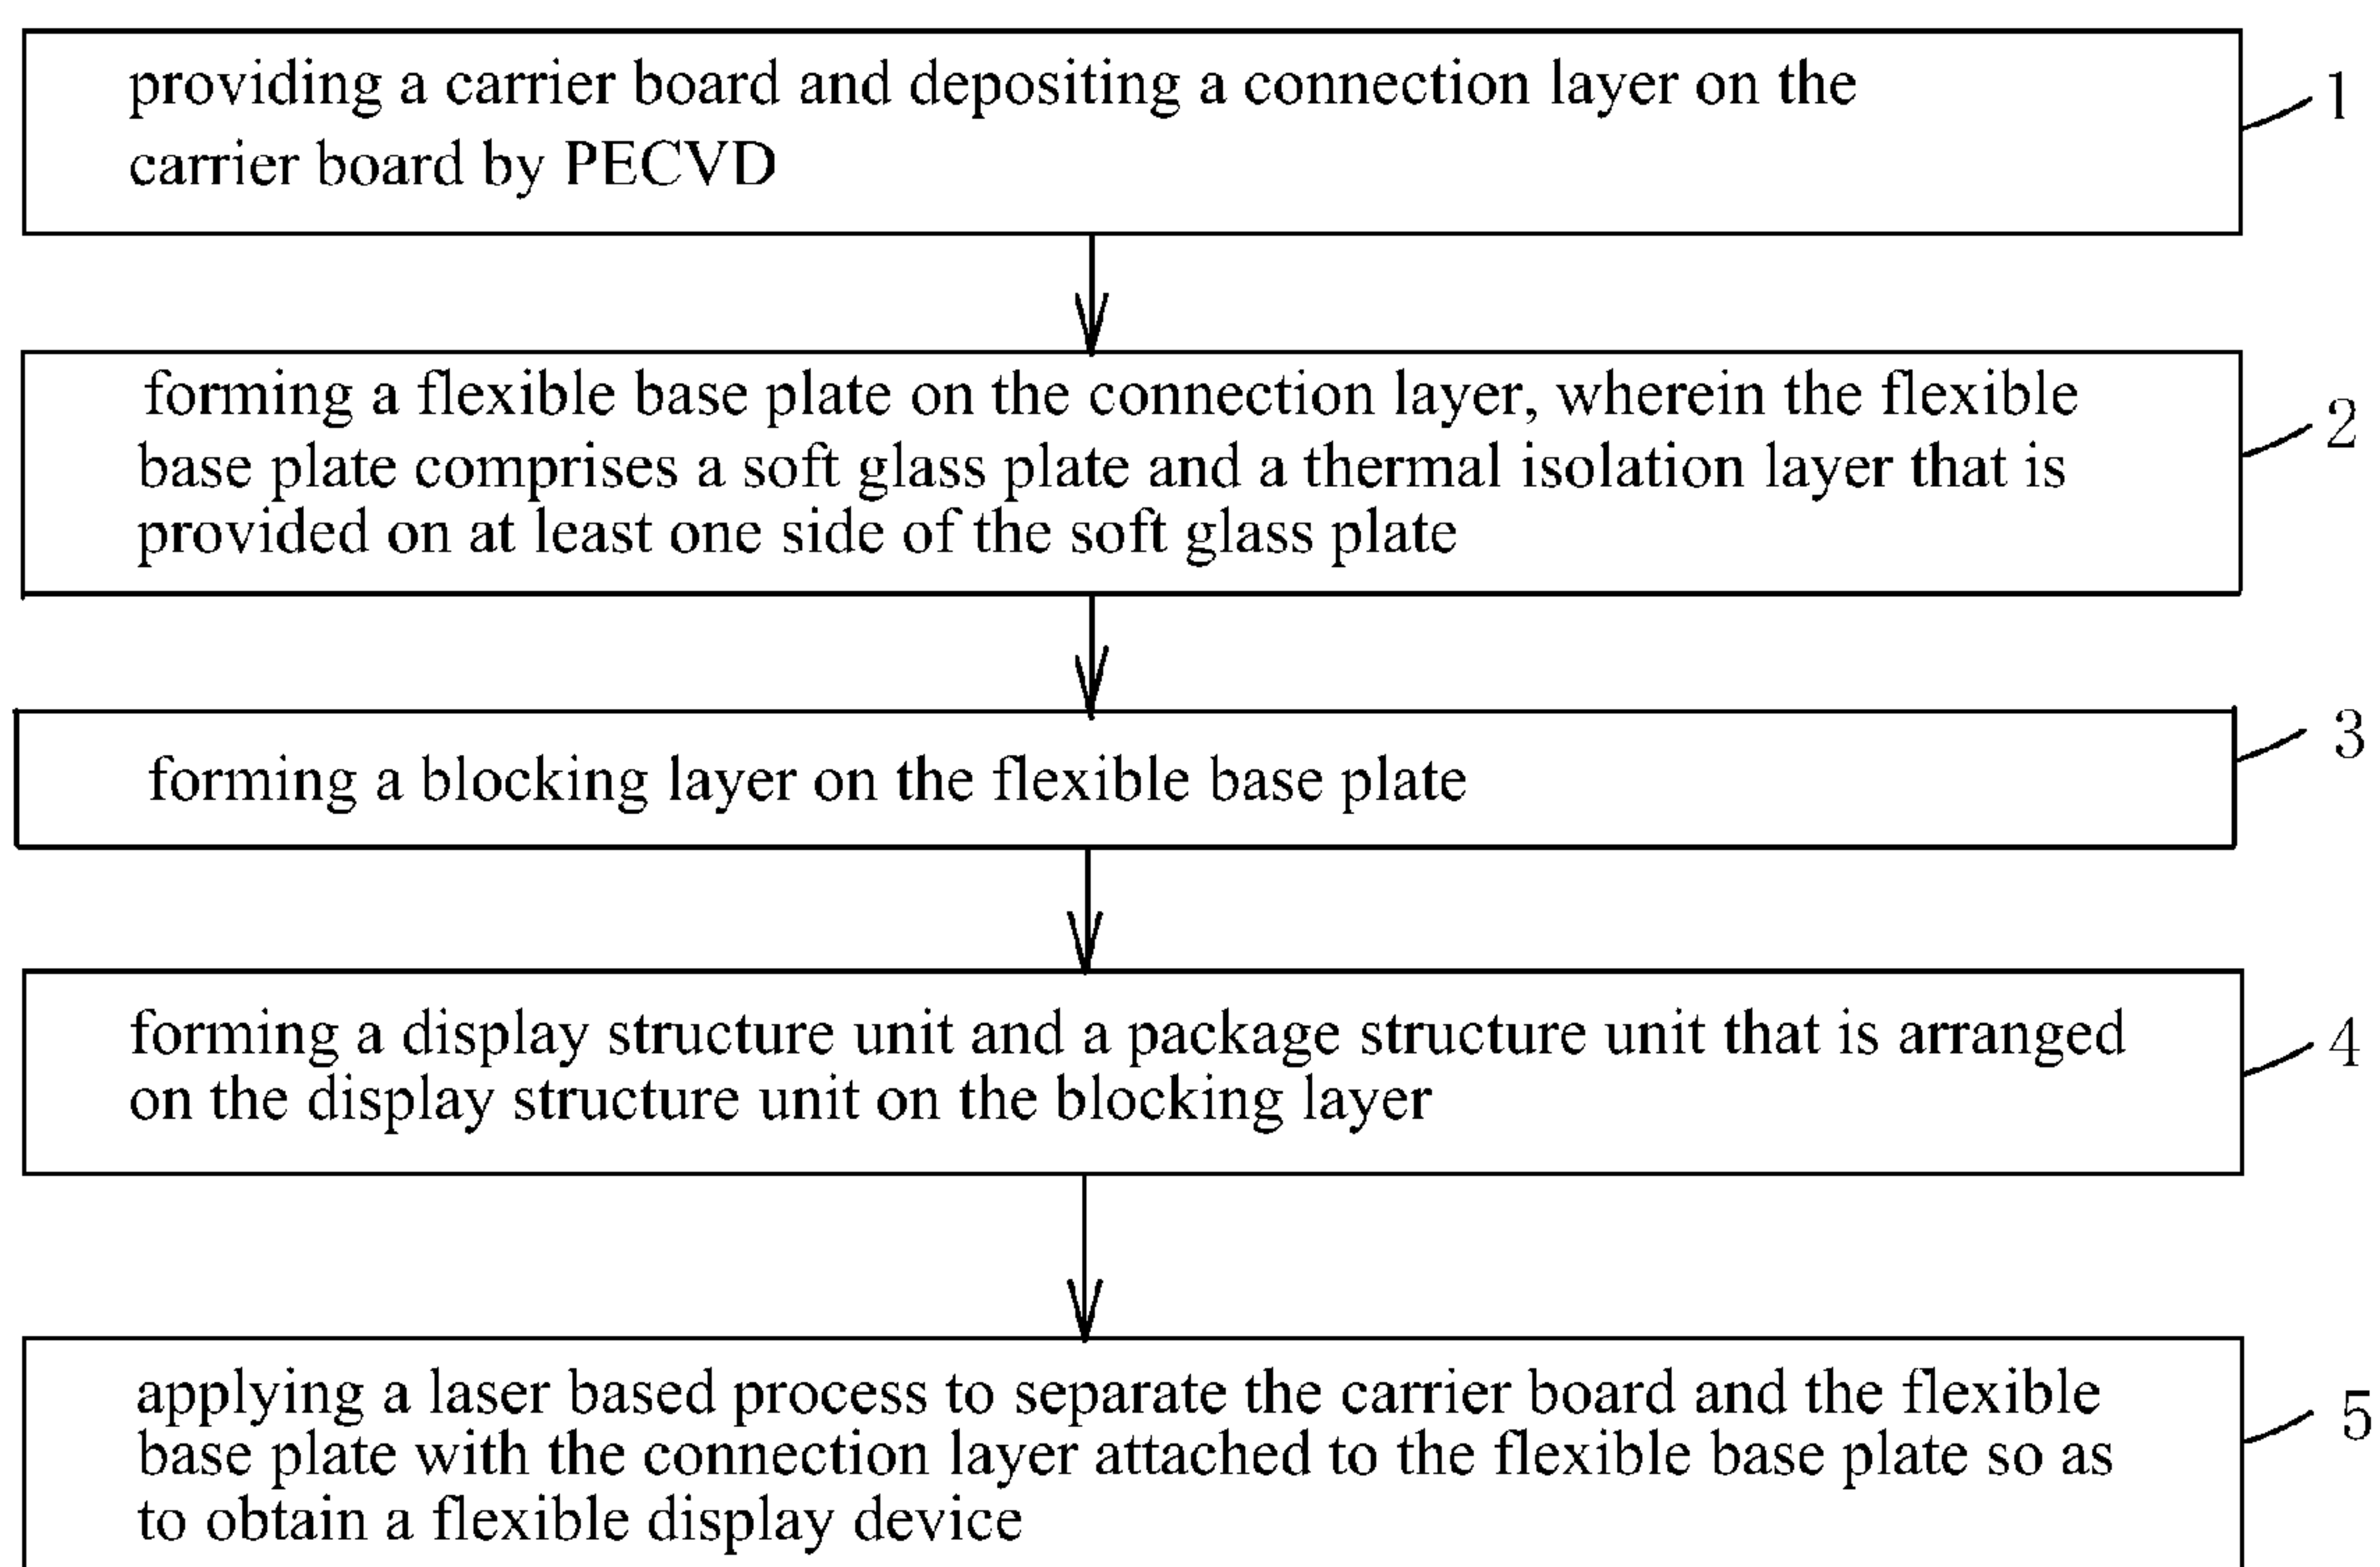 providing a carrier board and depositing a connection layer on the
carrier board by PECVD
1
forming a flexible base plate on the connection layer, wherein the flexible
base plate comprises a soft glass plate and a thermal isolation layer that is
provided on at least one side of the soft glass plate
2
forming a blocking layer on the flexible base plate
3
forming a display structure unit and a package structure unit that is arranged
on the display structure unit on the blocking layer
4
applying a laser based process to separate the carrier board and the flexible
base plate with the connection layer attached to the flexible base plate so as
to obtain a flexible display device
5